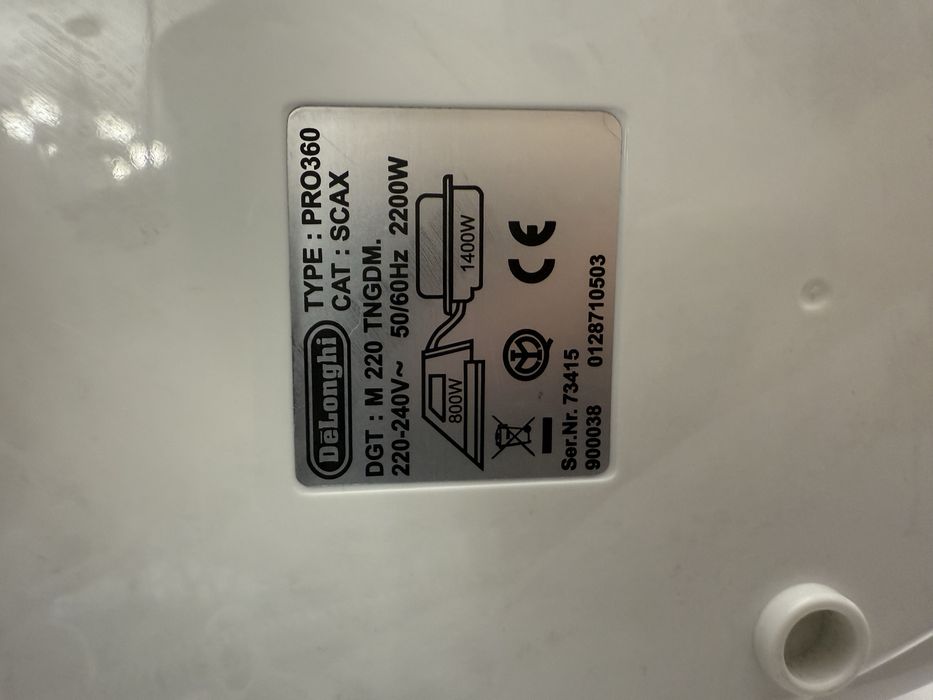 DeLonghi
TYPE : PRO360
CAT : SCAX
DGT : M 220 TNGDM.
220-240V~ 50/60Hz 2200W
800W
1400W
CE
Ser.Nr. 73415
900038 0128710503